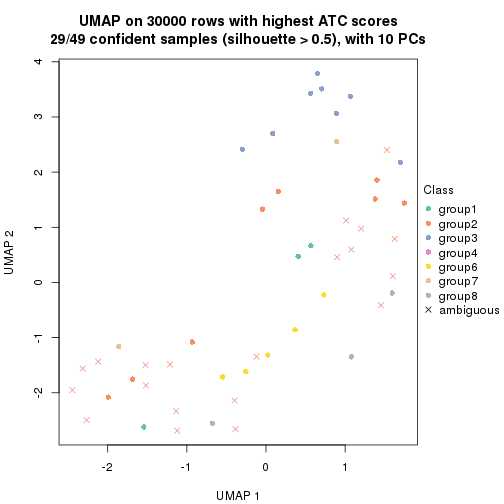 UMAP on 30000 rows with highest ATC scores
29/49 confident samples (silhouette > 0.5), with 10 PCs
4
3
2
1
0
-1
-2
UMAP 2
-2
-1
0
1
UMAP 1
Class
group1
group2
group3
group4
group6
group7
group8
ambiguous